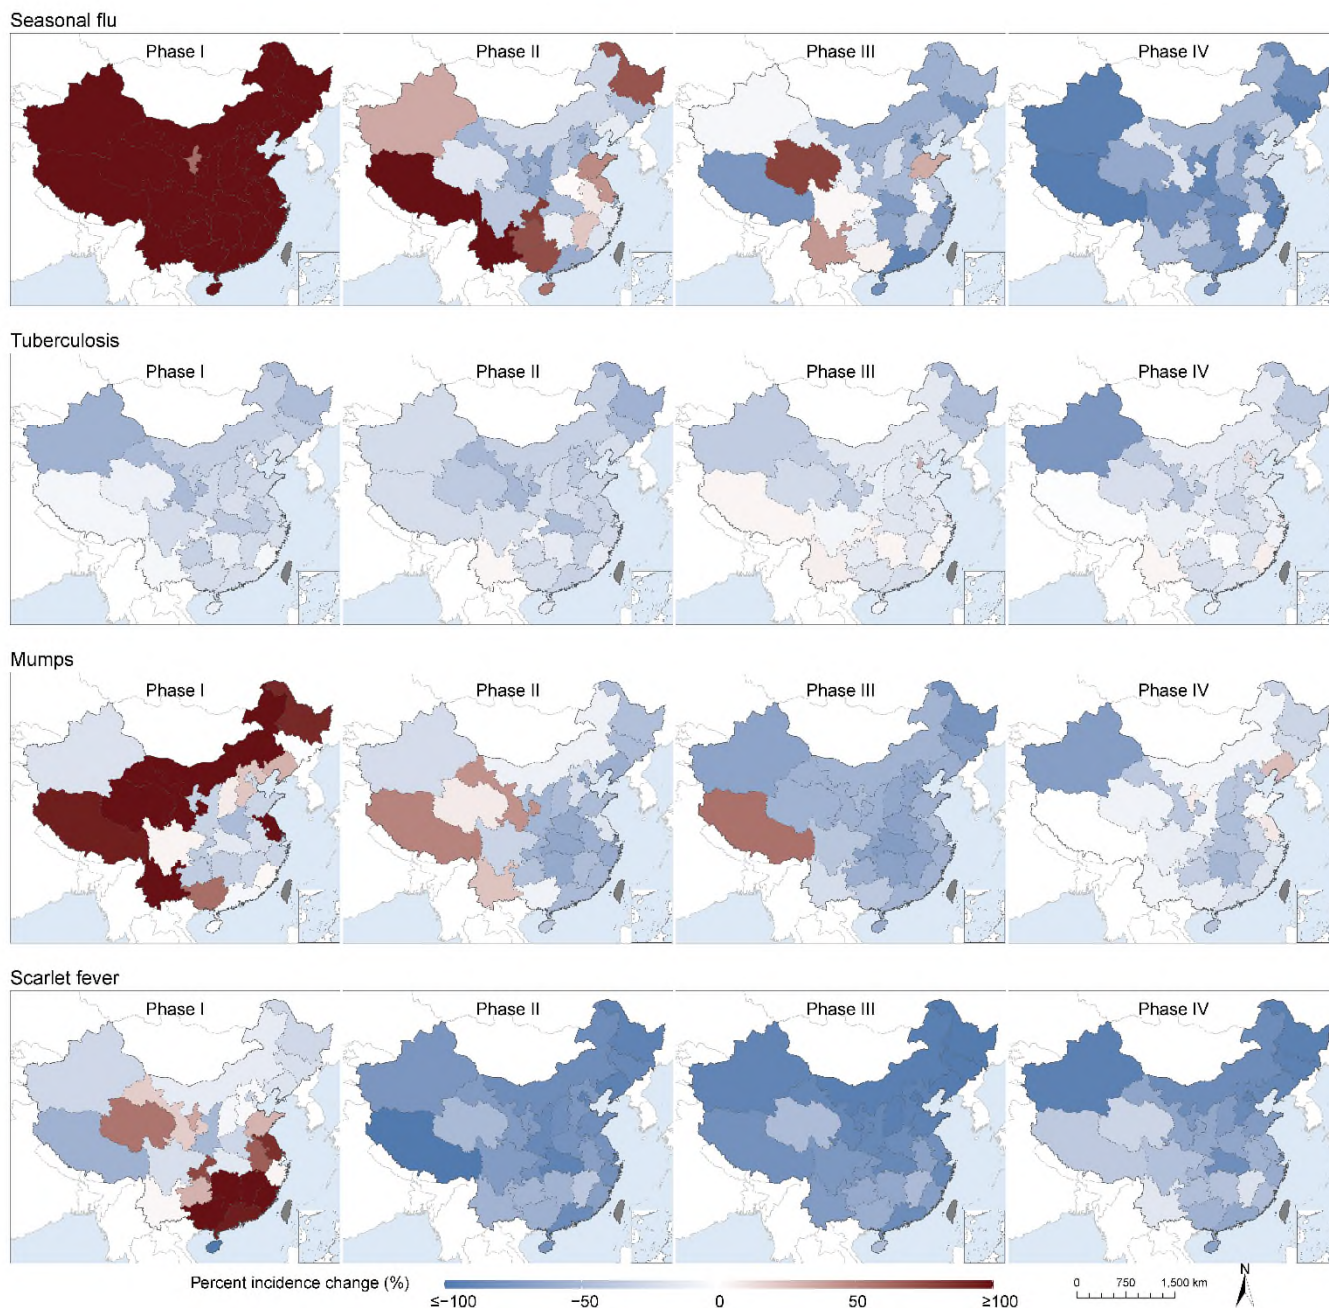 Seasonal flu
Phase I
Phase II
Phase III
Phase IV
Tuberculosis
Phase I
Phase II
Phase III
Phase IV
Mumps
Phase I
Phase II
Phase III
Phase IV
Scarlet fever
Phase I
Phase II
Phase III
Phase IV
Percent incidence change (%)
≤−100 −50 0 50 ≥100
0 750 1,500 km
N